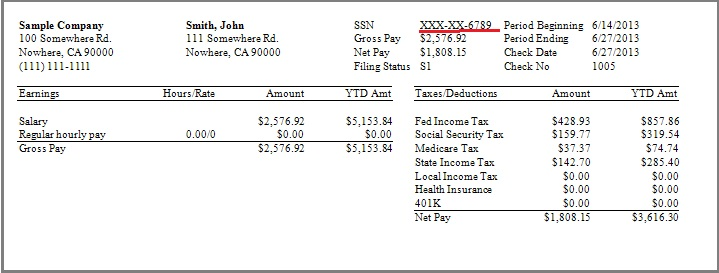 Sample Company Smith, John SSN XXX-XX-6789 Period Beginning 6/14/2013
100 Somewhere Rd. 111 Somewhere Rd. Gross Pay $2,576.92 Period Ending 6/27/2013
Nowhere, CA 90000 Nowhere, CA 90000 Net Pay $1,808.15 Check Date 6/27/2013
(111) 111-1111 Filing Status S1 Check No 1005
Earnings Hours/Rate Amount YTD Amt Taxes/Deductions Amount YTD Amt
Salary $2,576.92 $5,153.84 Fed Income Tax $428.93 $857.86
Regular hourly pay 0.00/0 $0.00 $0.00 Social Security Tax $159.77 $319.54
Gross Pay $2,576.92 $5,153.84 Medicare Tax $37.37 $74.74
State Income Tax $142.70 $285.40
Local Income Tax $0.00 $0.00
Health Insurance $0.00 $0.00
401K $0.00 $0.00
Net Pay $1,808.15 $3,616.30